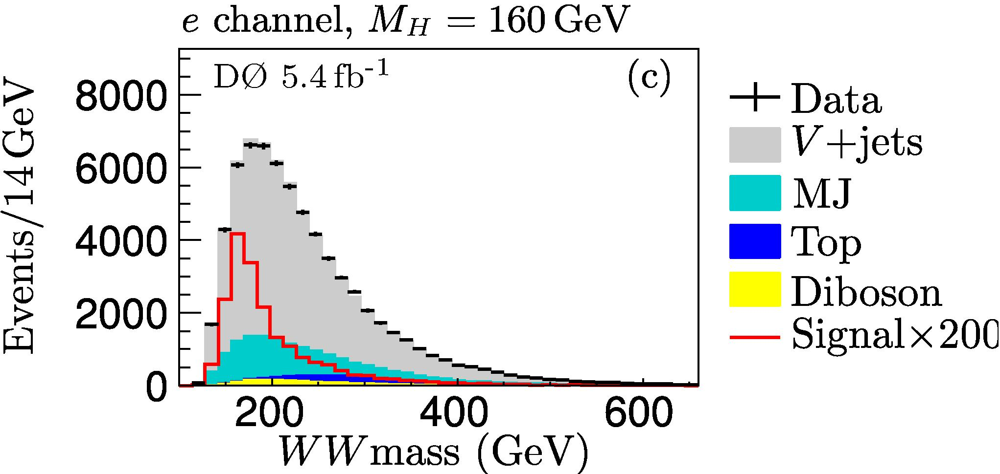 e channel, M_H = 160 GeV
DØ 5.4 fb⁻¹
(c)
Events/14 GeV
8000
6000
4000
2000
0
200 400 600
WW mass (GeV)
Data
V+jets
MJ
Top
Diboson
Signal×200